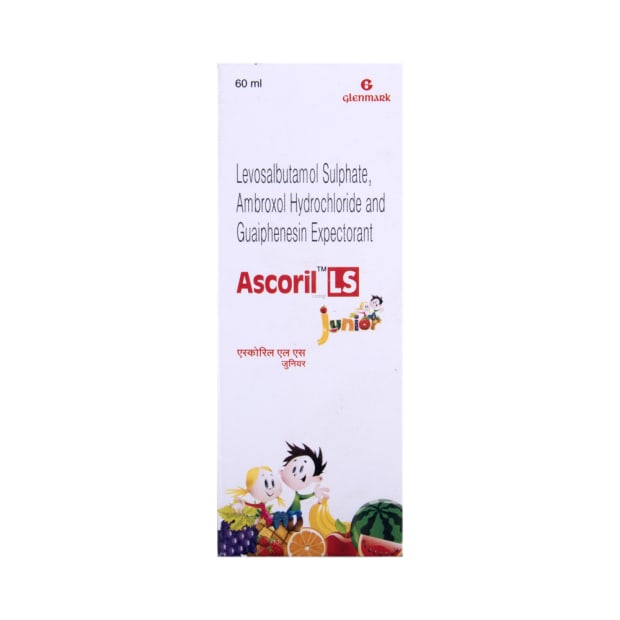 60 ml
Glenmark
Levosalbutamol Sulphate,
Ambroxol Hydrochloride and
Guaiphenesin Expectorant
Ascoril™ LS
junior
एस्कोरिल एल एस
जुनियर